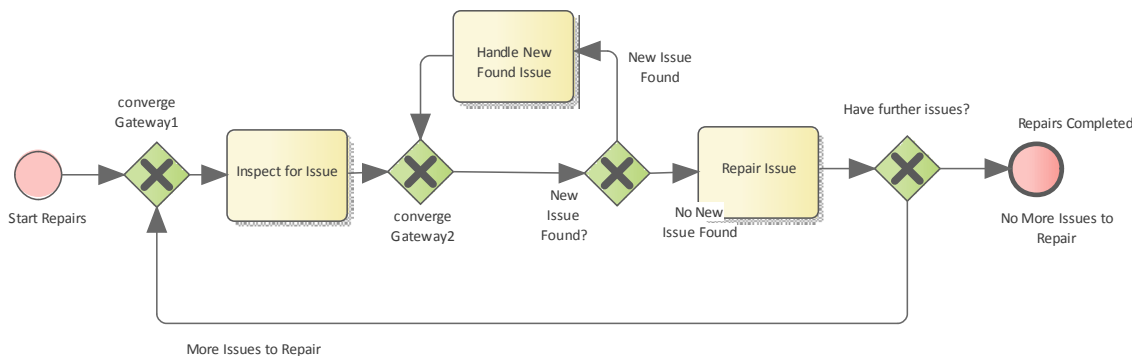 Handle New
Found Issue
New Issue
Found
converge
Gateway1
Have further issues?
Repairs Completed
Inspect for Issue
Repair Issue
Start Repairs
converge
Gateway2
New
Issue
Found?
No New
Issue Found
No More Issues to
Repair
More Issues to Repair